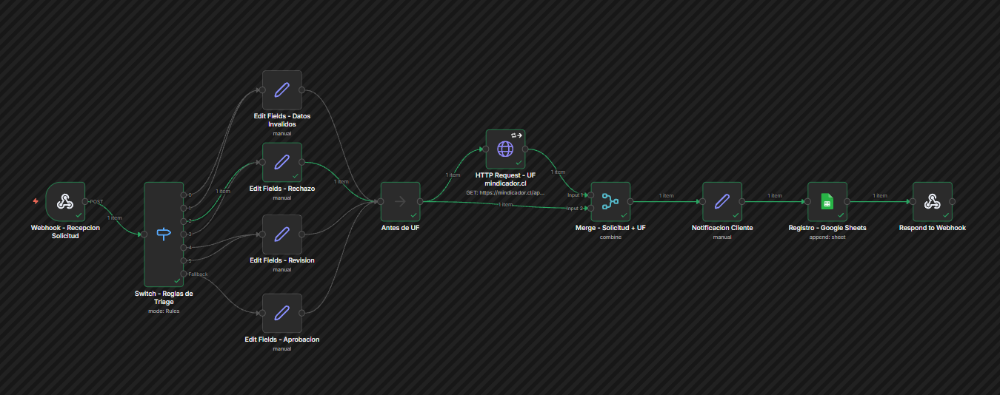 Edit Fields - Datos
Invalidos
manual
Edit Fields - Rechazo
manual
1 item
HTTP Request - UF
mindicador.cl
GET: https://mindicador.cl/ap...
1 item
1 item
1 item
POST
1 item
Webhook - Recepcion
Solicitud
0
1
1 item
2
3
4
5
Fallback
Switch - Reglas de
Triage
mode: Rules
Edit Fields - Revision
manual
Edit Fields - Aprobacion
manual
Antes de UF
Input 1
Input 2
Merge - Solicitud + UF
combine
1 item
Notificacion Cliente
manual
1 item
Registro - Google Sheets
append: sheet
1 item
Respond to Webhook